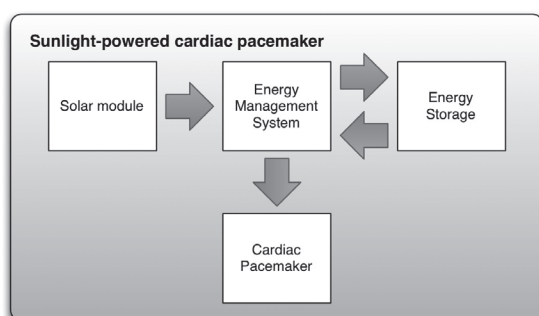 Sunlight-powered cardiac pacemaker
Solar module
Energy
Management
System
Energy
Storage
Cardiac
Pacemaker